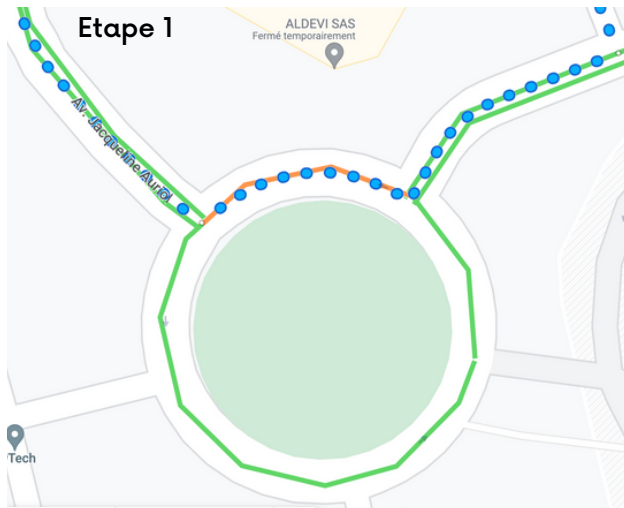 Etape 1
ALDEVI SAS
Fermé temporairement
Av. Jacqueline Auriol
/Tech